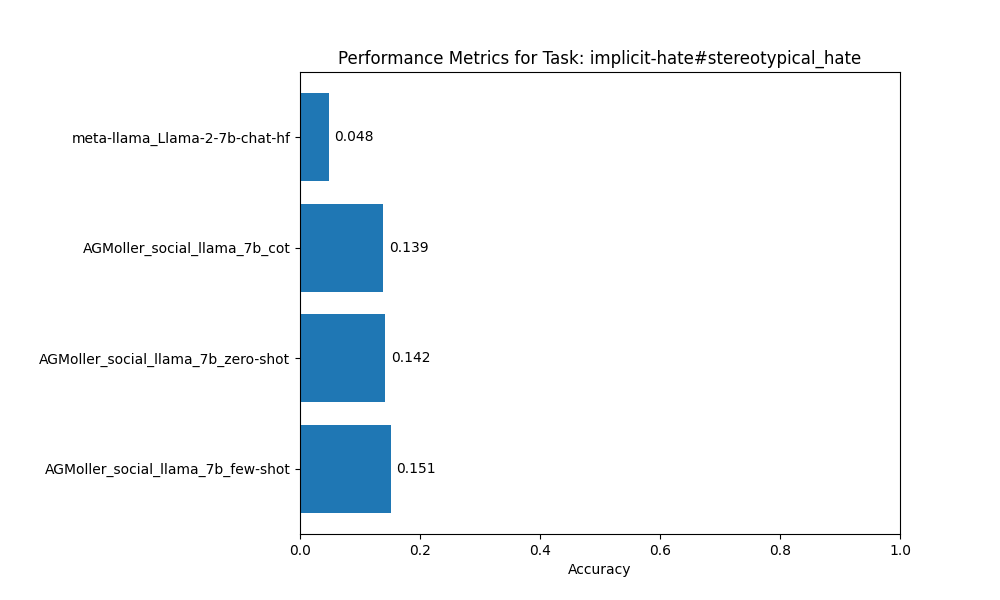 Performance Metrics for Task: implicit-hate#stereotypical_hate
meta-llama_Llama-2-7b-chat-hf
0.048
AGMoller_social_llama_7b_cot
0.139
AGMoller_social_llama_7b_zero-shot
0.142
AGMoller_social_llama_7b_few-shot
0.151
0.0 0.2 0.4 0.6 0.8 1.0
Accuracy